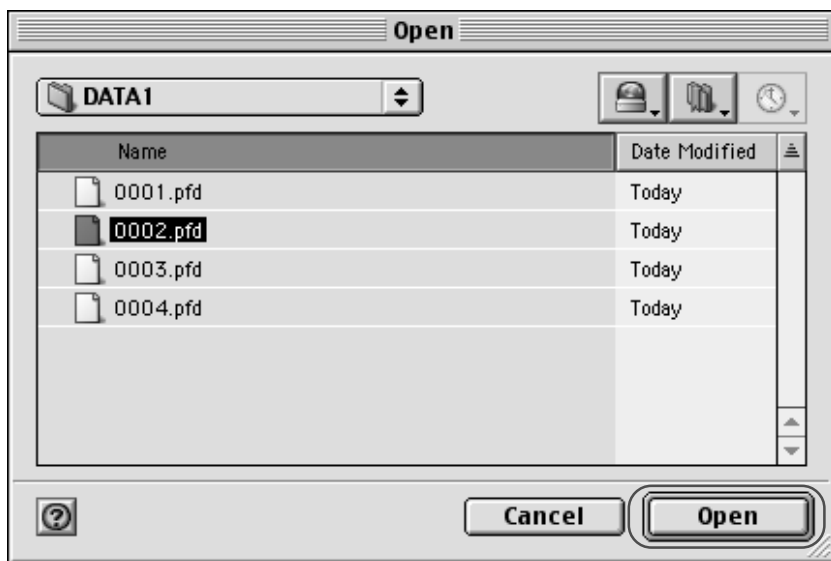 Open
DATA1
Name Date Modified
0001.pfd Today
0002.pfd Today
0003.pfd Today
0004.pfd Today
? Cancel Open